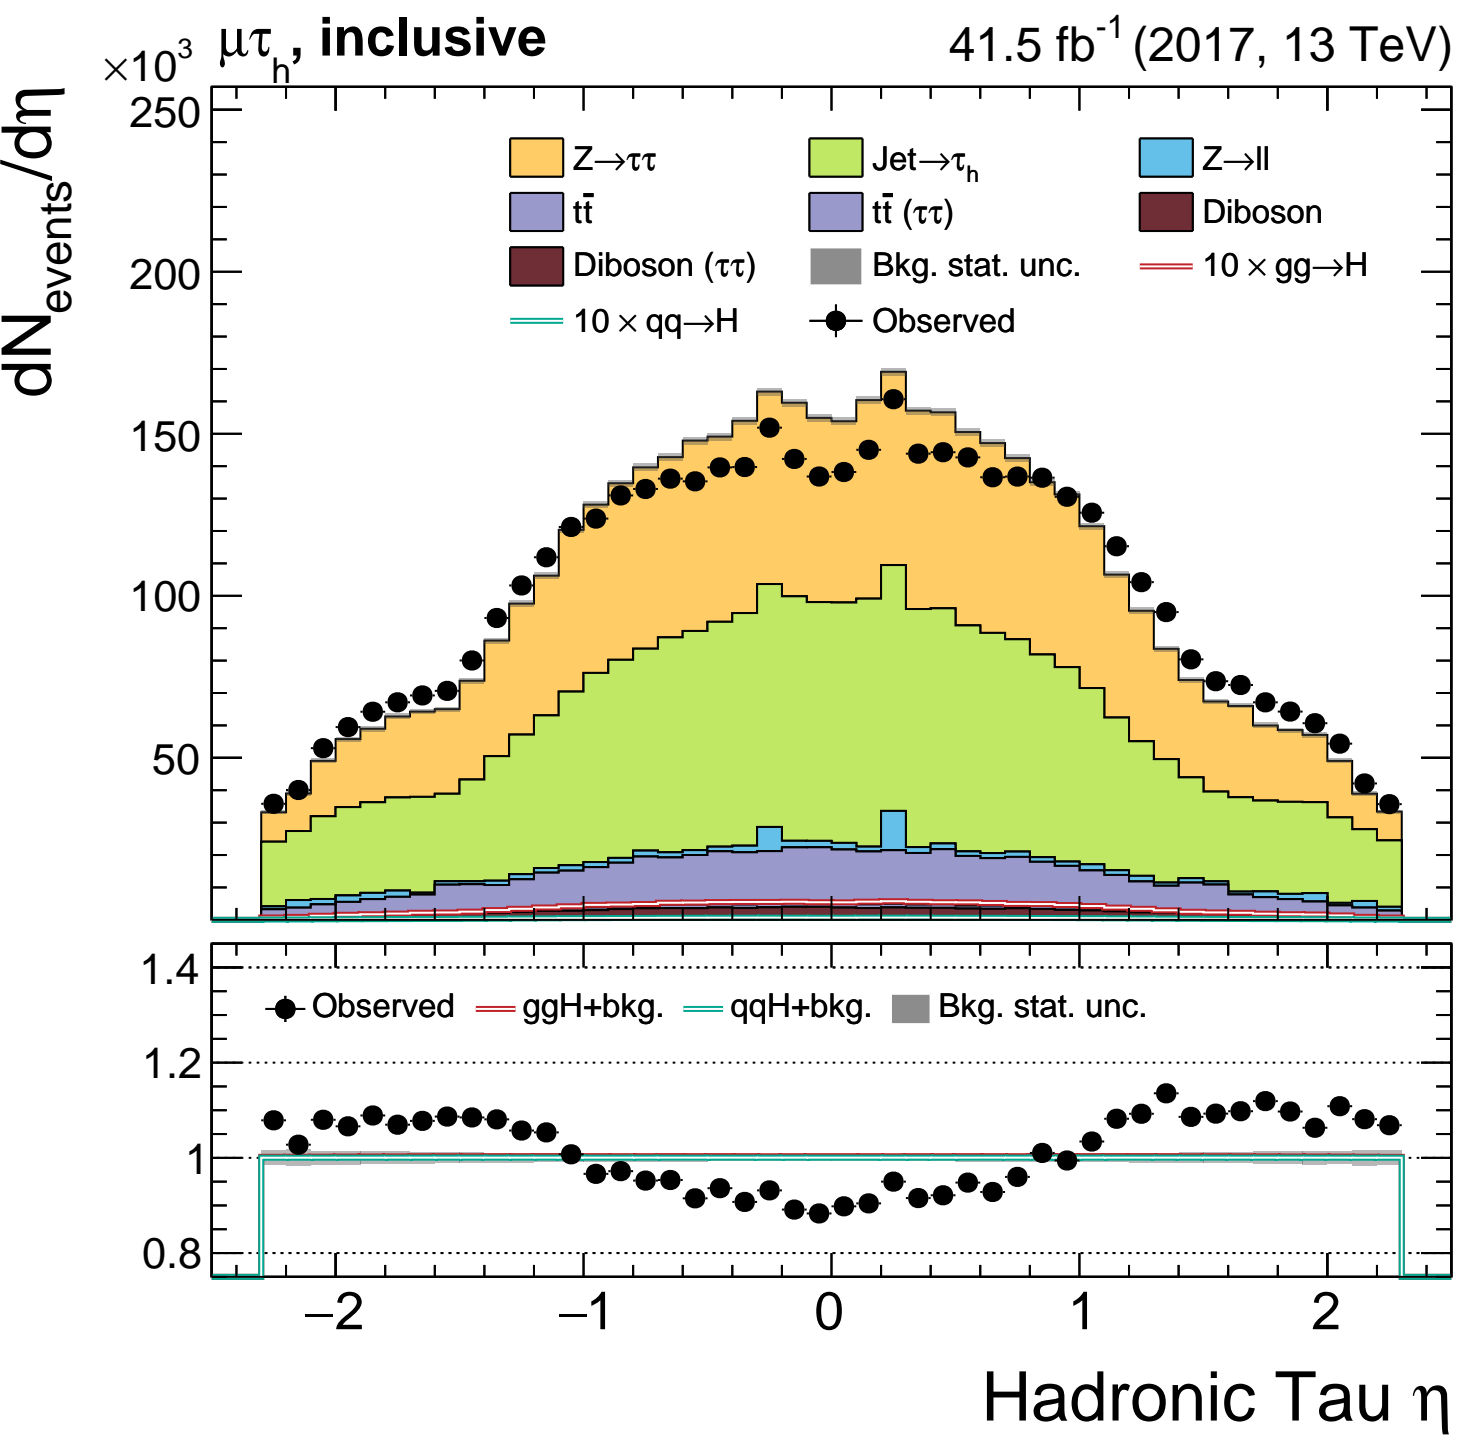 ×10³ μτₕ, inclusive 41.5 fb⁻¹ (2017, 13 TeV)
dN_events/dη
250
200
150
100
50
Z→ττ Jet→τₕ Z→ll
tt̄ tt̄ (ττ) Diboson
Diboson (ττ) Bkg. stat. unc. 10 × gg→H
10 × qq→H Observed
1.4
1.2
1
0.8
Observed ggH+bkg. qqH+bkg. Bkg. stat. unc.
−2 −1 0 1 2
Hadronic Tau η